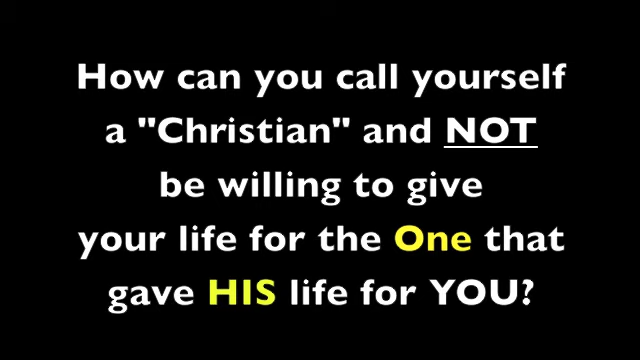 How can you call yourself
a "Christian" and NOT
be willing to give
your life for the One that
gave HIS life for YOU?